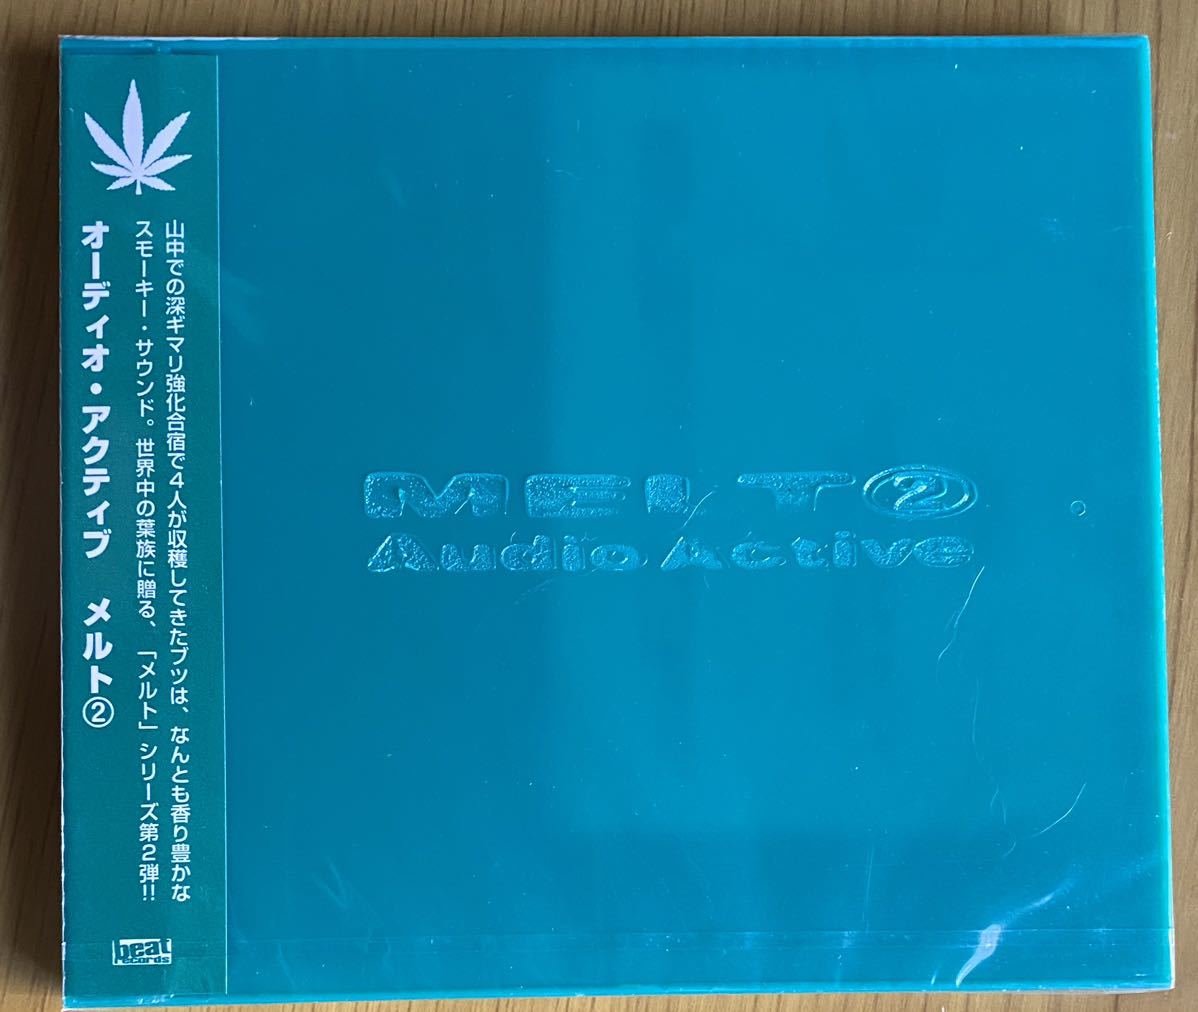 山中での深ギマリ強化合宿で4人が収穫してきたブツは、なんとも香り豊かな
スモーキー・サウンド。世界中の葉族に贈る、「メルト」シリーズ第2弾!!
オーディオ・アクティブ メルト②
beat
records
MELT②
Audio Active